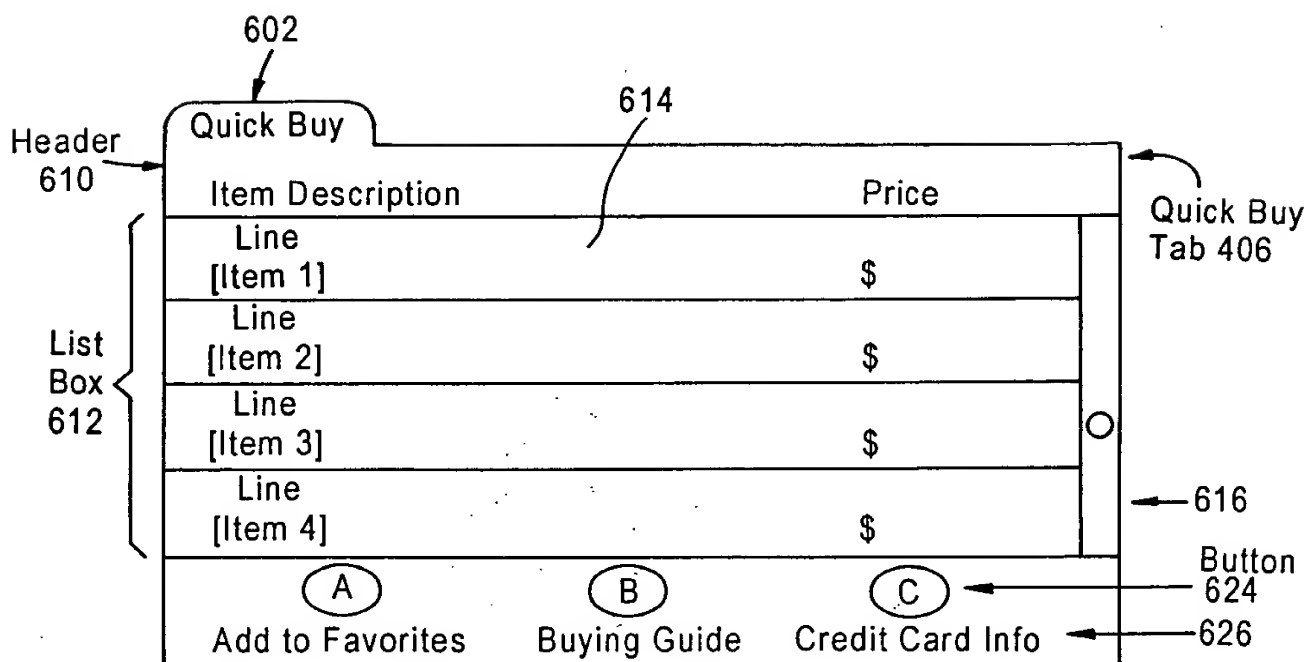 602
614
Quick Buy
Header
610
Item Description Price
Quick Buy
Tab 406
Line
[Item 1] $
Line
[Item 2] $
List
Box
612
Line
[Item 3] $
Line
[Item 4] $
616
A B C
Button
624
Add to Favorites Buying Guide Credit Card Info
626